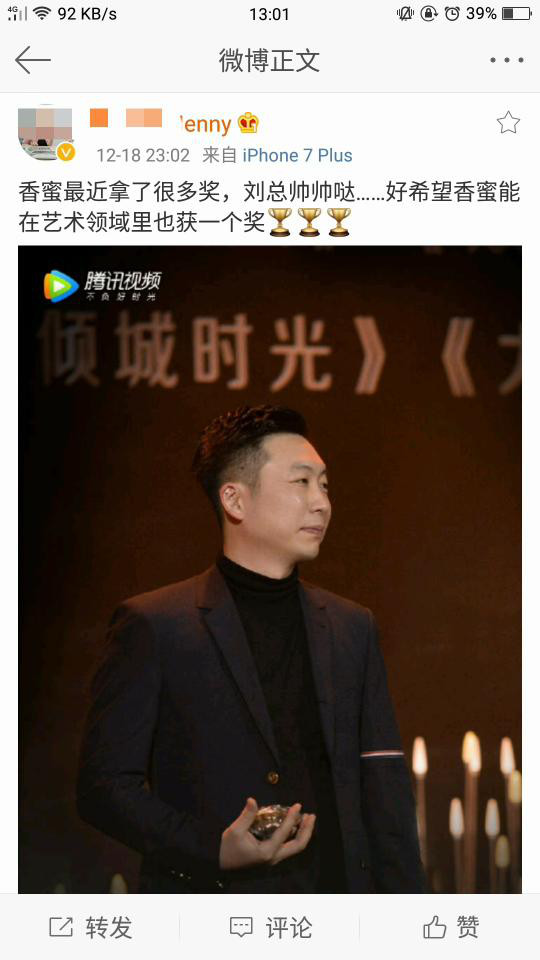 92 KB/s 13:01 39%
微博正文
enny
12-18 23:02 来自 iPhone 7 Plus
香蜜最近拿了很多奖，刘总帅帅哒......好希望香蜜能
在艺术领域里也获一个奖🏆🏆🏆
腾讯视频
不负好时光
倾城时光》《
转发 评论 赞